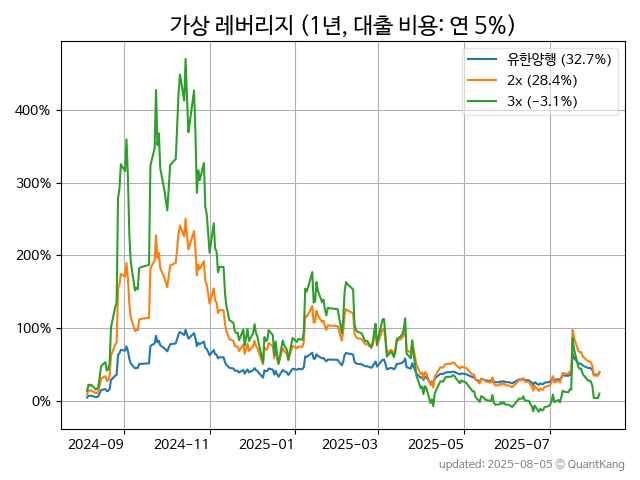 가상 레버리지 (1년, 대출 비용: 연 5%)
유한양행 (32.7%)
2x (28.4%)
3x (−3.1%)
400%
300%
200%
100%
0%
2024-09
2024-11
2025-01
2025-03
2025-05
2025-07
updated: 2025-08-05 © QuantKang